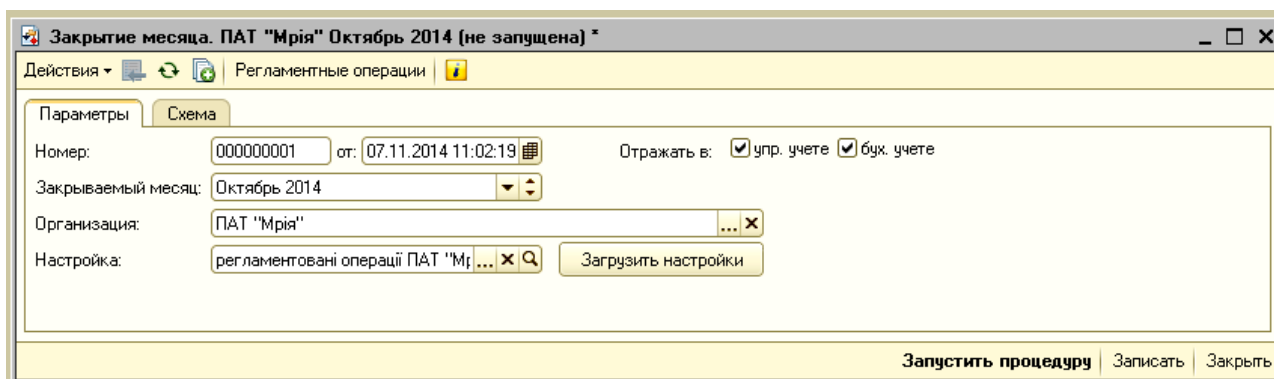 Закрытие месяца. ПАТ "Мрія" Октябрь 2014 (не запущена) *
Действия Регламентные операции
Параметры Схема
Номер: 000000001 от: 07.11.2014 11:02:19 Отражать в: упр. учете бух. учете
Закрываемый месяц: Октябрь 2014
Организация: ПАТ "Мрія" ...
Настройка: регламентовані операції ПАТ "Мр ... Загрузить настройки
Запустить процедуру Записать Закрыть